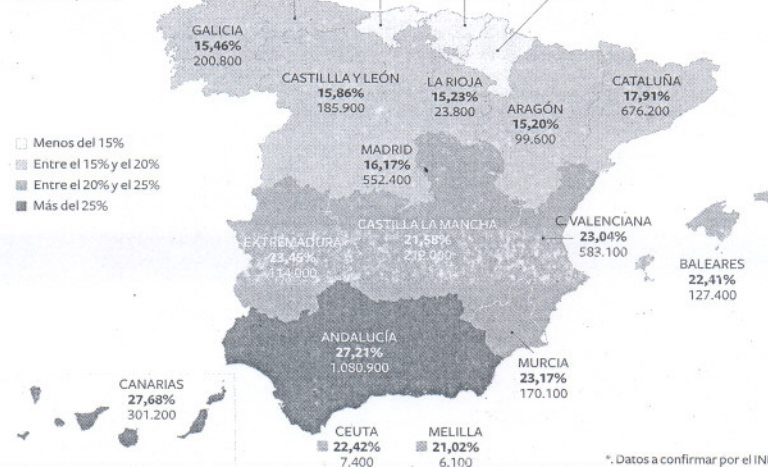 GALICIA
15,46%
200.800
CASTILLLA Y LEÓN
15,86%
185.900
LA RIOJA
15,23%
23.800
ARAGÓN
15,20%
99.600
CATALUÑA
17,91%
676.200
Menos del 15%
Entre el 15% y el 20%
Entre el 20% y el 25%
Más del 25%
MADRID
16,17%
552.400
EXTREMADURA
23,45%
114.000
CASTILLA LA MANCHA
21,58%
C. VALENCIANA
23,04%
583.100
BALEARES
22,41%
127.400
ANDALUCÍA
27,21%
1.080.900
MURCIA
23,17%
170.100
CANARIAS
27,68%
301.200
CEUTA
22,42%
7.400
MELILLA
21,02%
6.100
*. Datos a confirmar por el INE